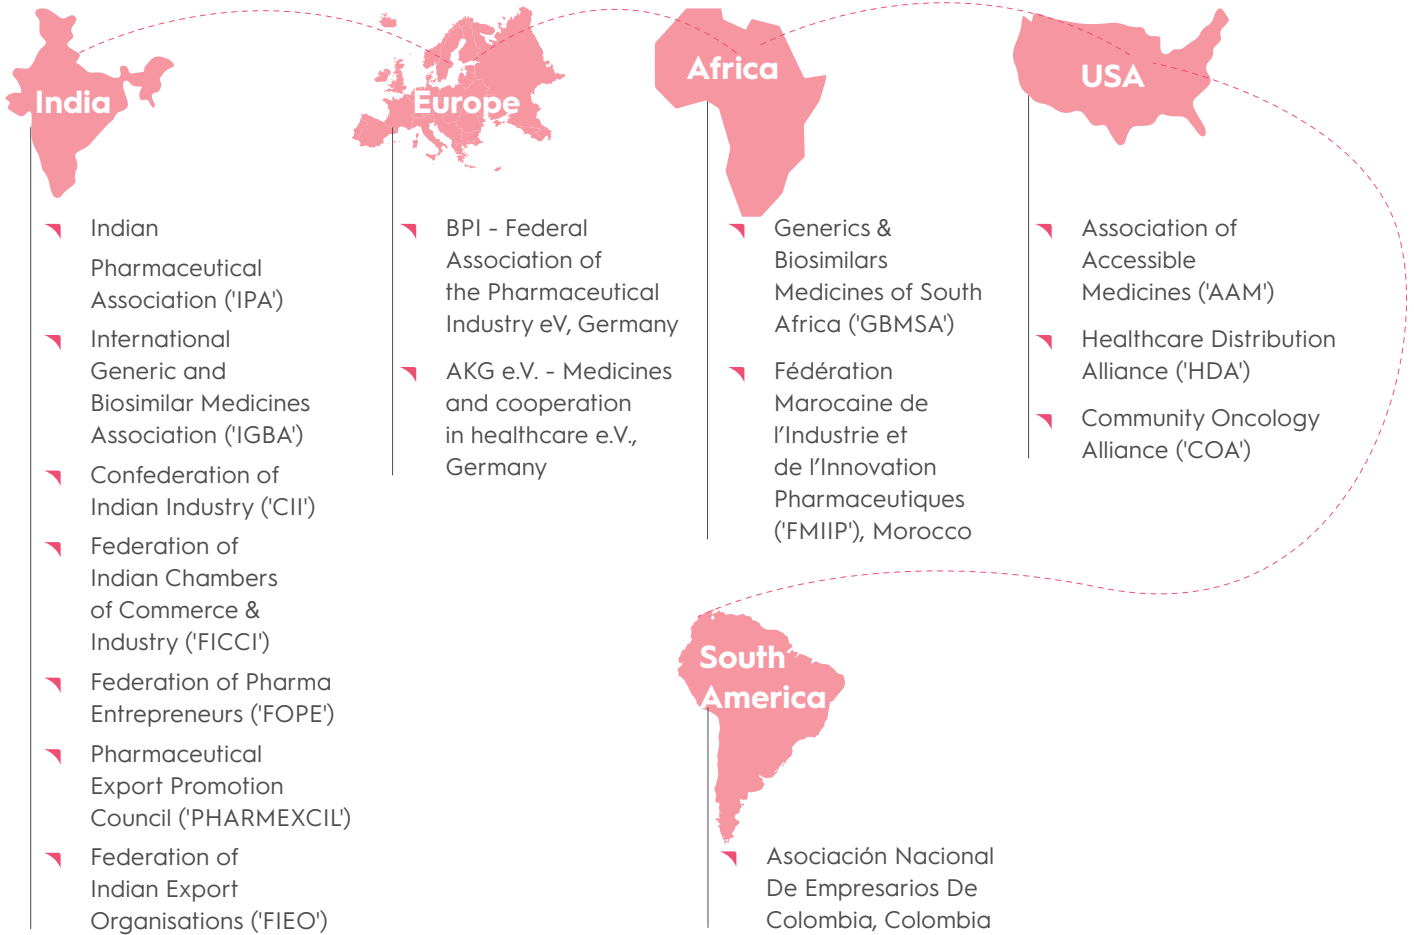 India
Indian
Pharmaceutical
Association ('IPA')
International
Generic and
Biosimilar Medicines
Association ('IGBA')
Confederation of
Indian Industry ('CII')
Federation of
Indian Chambers
of Commerce &
Industry ('FICCI')
Federation of Pharma
Entrepreneurs ('FOPE')
Pharmaceutical
Export Promotion
Council ('PHARMEXCIL')
Federation of
Indian Export
Organisations ('FIEO')
Europe
BPI - Federal
Association of
the Pharmaceutical
Industry eV, Germany
AKG e.V. - Medicines
and cooperation
in healthcare e.V.,
Germany
Africa
Generics &
Biosimilars
Medicines of South
Africa ('GBMSA')
Fédération
Marocaine de
l’Industrie et
de l’Innovation
Pharmaceutiques
('FMIIP'), Morocco
USA
Association of
Accessible
Medicines ('AAM')
Healthcare Distribution
Alliance ('HDA')
Community Oncology
Alliance ('COA')
South
America
Asociación Nacional
De Empresarios De
Colombia, Colombia